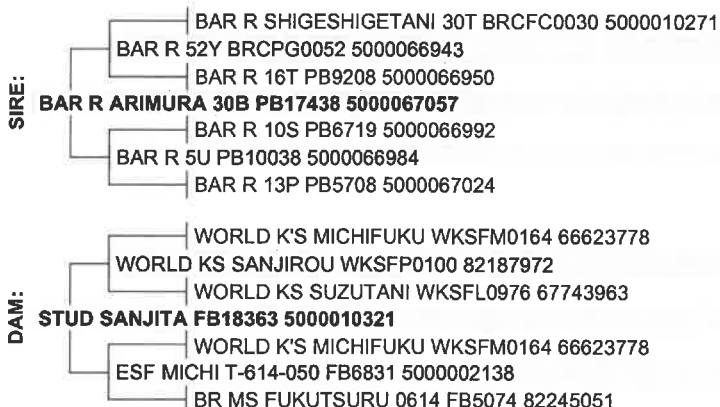 BAR R SHIGESHIGETANI 30T BRCFC0030 5000010271
BAR R 52Y BRCPG0052 5000066943
BAR R 16T PB9208 5000066950
SIRE:
BAR R ARIMURA 30B PB17438 5000067057
BAR R 10S PB6719 5000066992
BAR R 5U PB10038 5000066984
BAR R 13P PB5708 5000067024
WORLD K'S MICHIFUKU WKSFM0164 66623778
WORLD KS SANJIROU WKSFP0100 82187972
WORLD KS SUZUTANI WKSFL0976 67743963
DAM:
STUD SANJITA FB18363 5000010321
WORLD K'S MICHIFUKU WKSFM0164 66623778
ESF MICHI T-614-050 FB6831 5000002138
BR MS FUKUTSURU 0614 FB5074 82245051